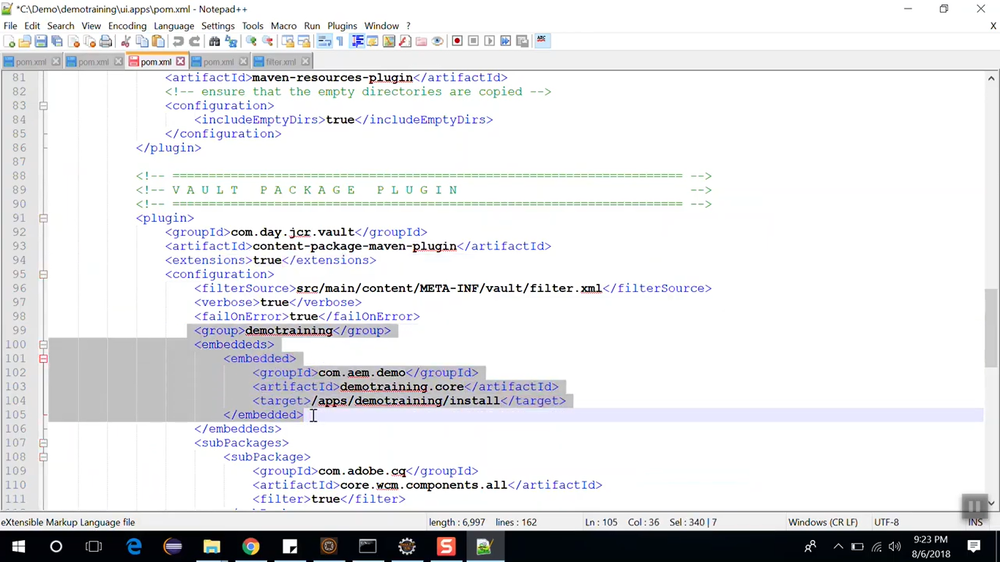 *C:\Demo\demotraining\ui.apps\pom.xml - Notepad++
File Edit Search View Encoding Language Settings Tools Macro Run Plugins Window ? X
pom.xml pom.xml pom.xml pom.xml filter.xml
81 <artifactId>maven-resources-plugin</artifactId>
82 <!-- ensure that the empty directories are copied -->
83 <configuration>
84 <includeEmptyDirs>true</includeEmptyDirs>
85 </configuration>
86 </plugin>
87
88 <!-- ====================================================================== -->
89 <!-- V A U L T   P A C K A G E   P L U G I N -->
90 <!-- ====================================================================== -->
91 <plugin>
92 <groupId>com.day.jcr.vault</groupId>
93 <artifactId>content-package-maven-plugin</artifactId>
94 <extensions>true</extensions>
95 <configuration>
96 <filterSource>src/main/content/META-INF/vault/filter.xml</filterSource>
97 <verbose>true</verbose>
98 <failOnError>true</failOnError>
99 <group>demotraining</group>
100 <embeddeds>
101 <embedded>
102 <groupId>com.aem.demo</groupId>
103 <artifactId>demotraining.core</artifactId>
104 <target>/apps/demotraining/install</target>
105 </embedded>
106 </embeddeds>
107 <subPackages>
108 <subPackage>
109 <groupId>com.adobe.cq</groupId>
110 <artifactId>core.wcm.components.all</artifactId>
111 <filter>true</filter>
eXtensible Markup Language file length : 6,997 lines : 162 Ln : 105 Col : 36 Sel : 340 | 7 Windows (CR LF) UTF-8 INS
9:23 PM
8/6/2018